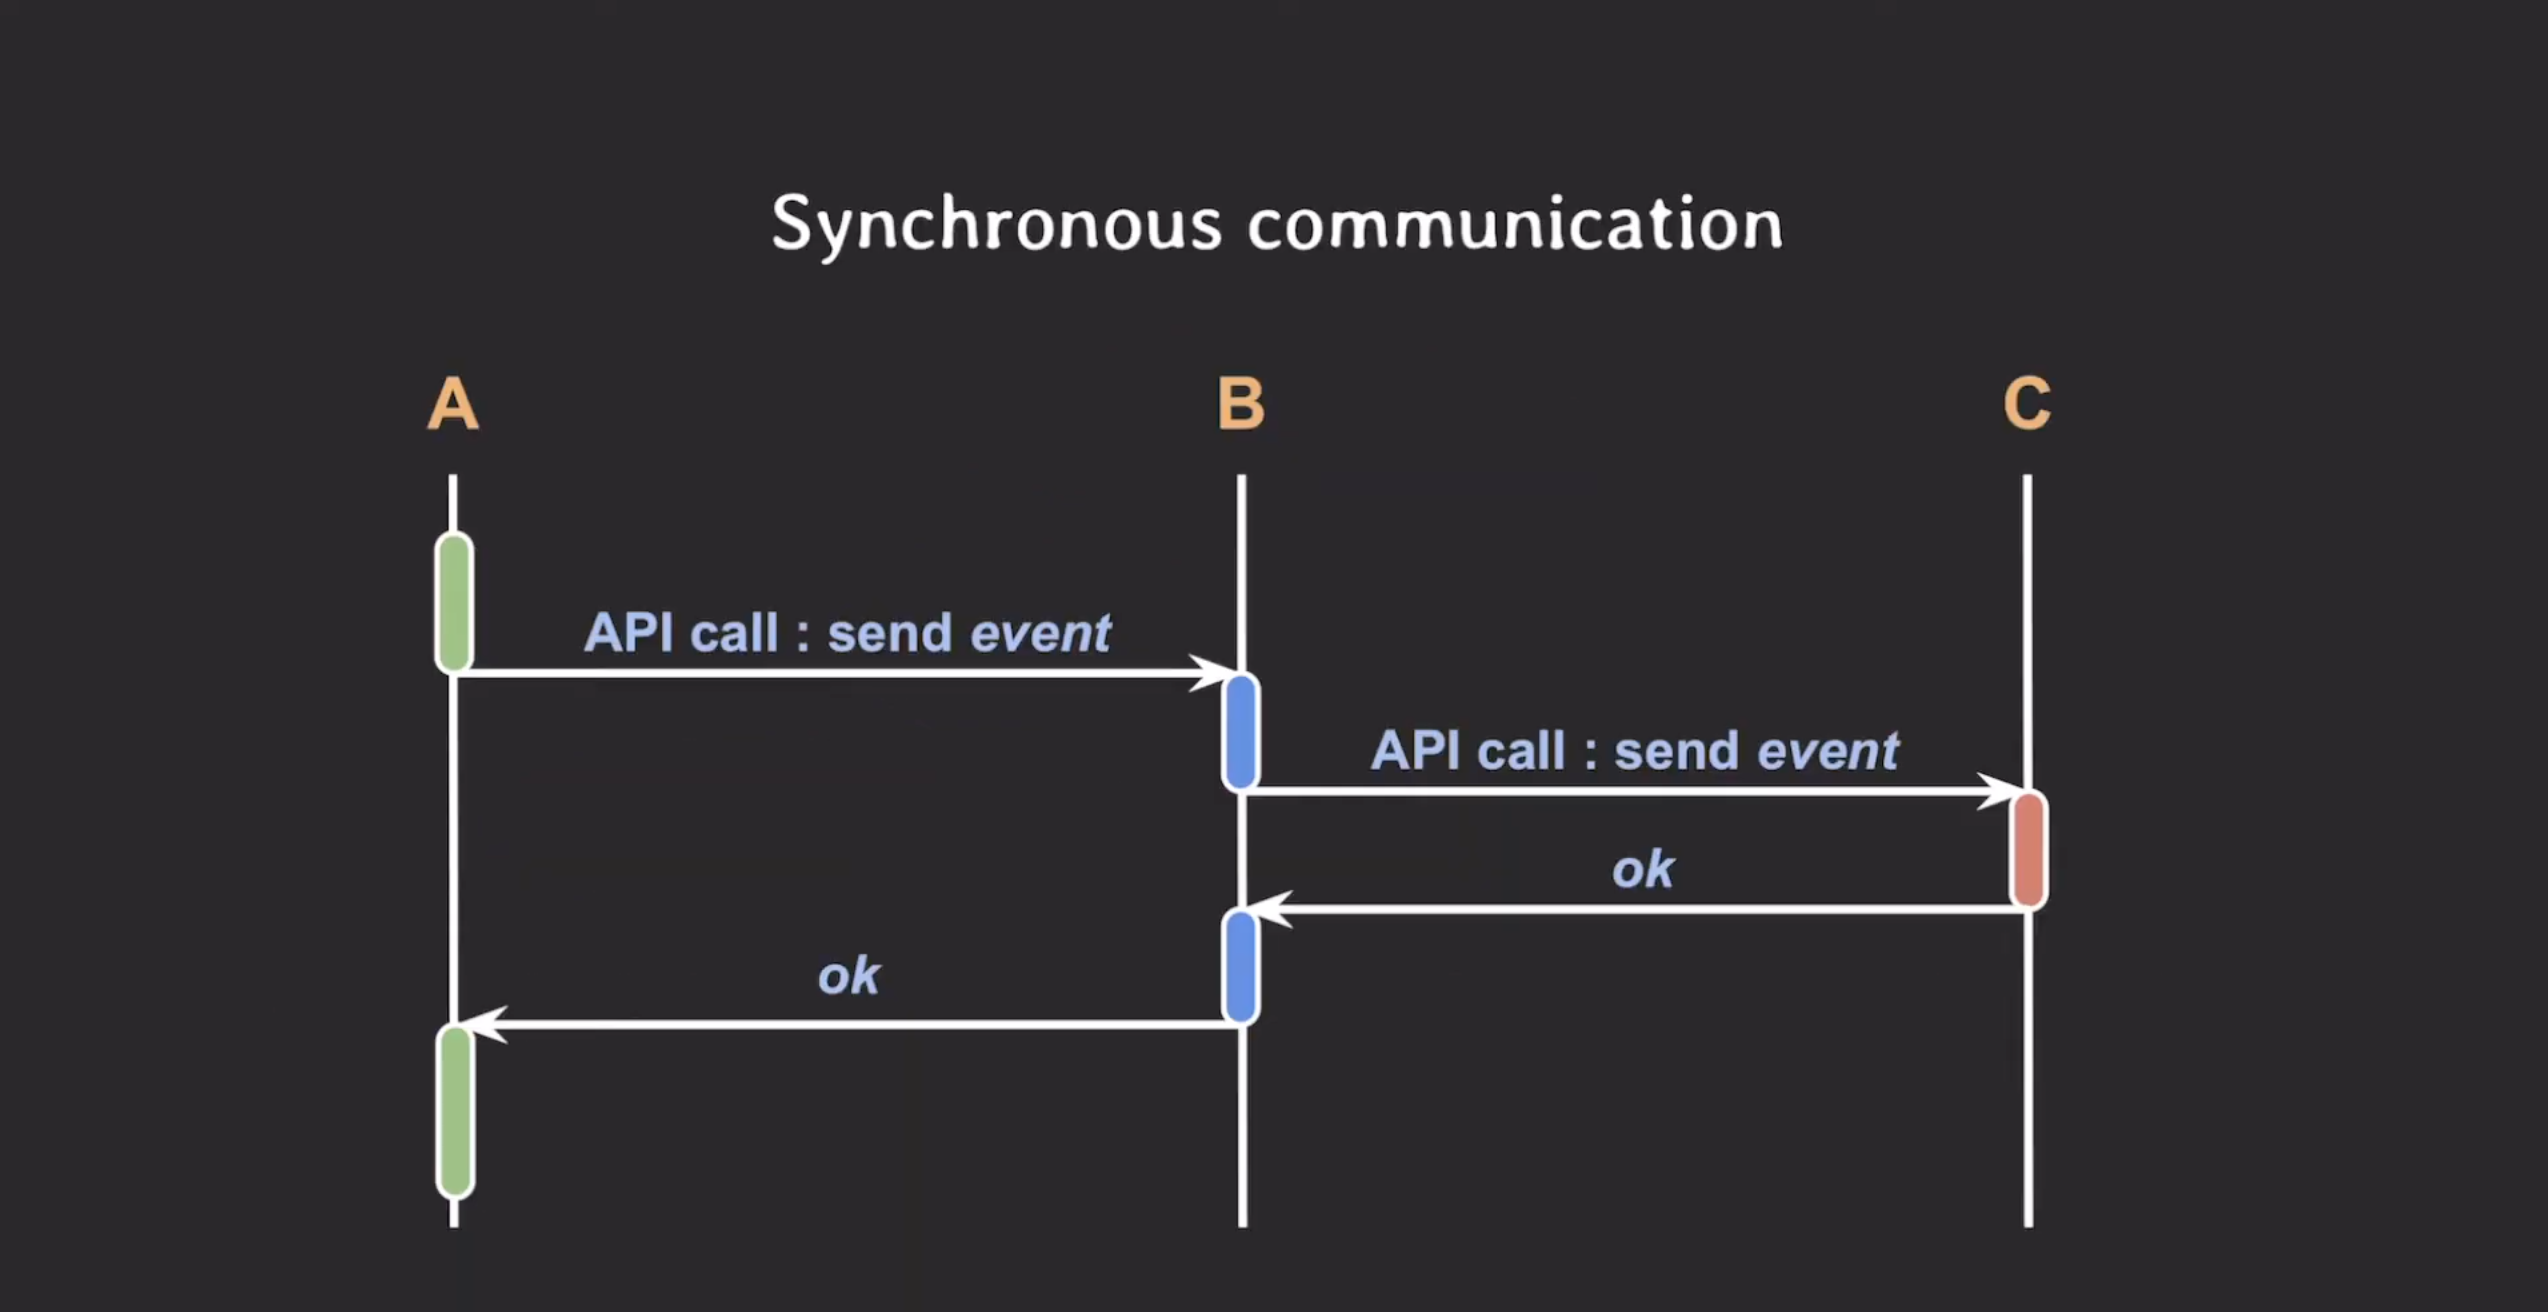 Synchronous communication
A
B
C
API call : send event
API call : send event
ok
ok